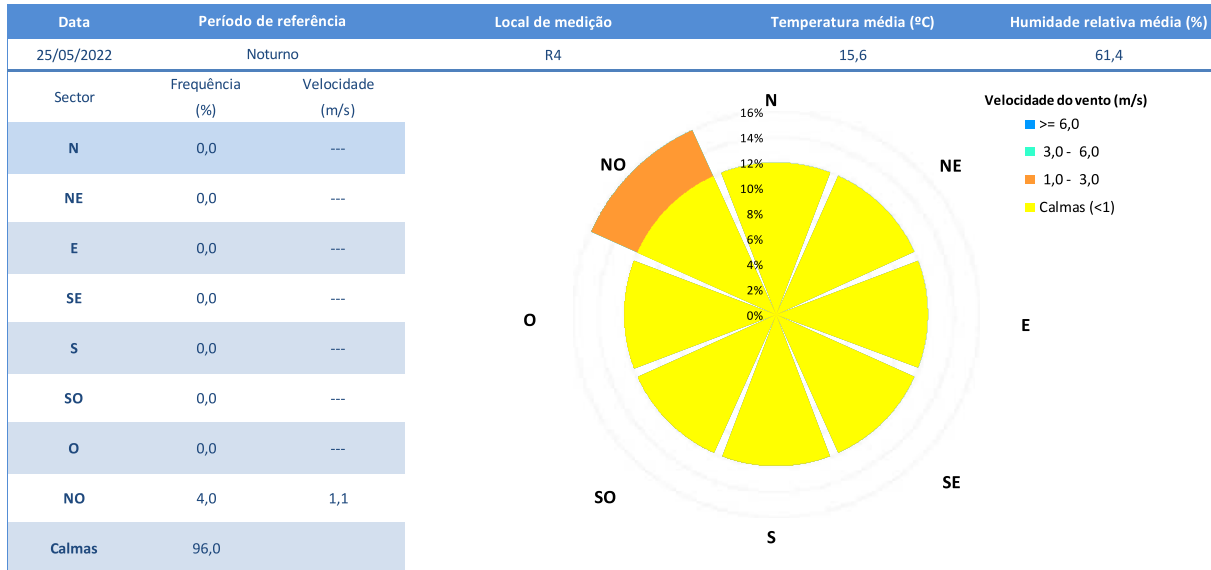 Data Período de referência Local de medição Temperatura média (ºC) Humidade relativa média (%)
25/05/2022 Noturno R4 15,6 61,4
Sector Frequência (%) Velocidade (m/s)
N 0,0 ---
NE 0,0 ---
E 0,0 ---
SE 0,0 ---
S 0,0 ---
SO 0,0 ---
O 0,0 ---
NO 4,0 1,1
Calmas 96,0
N
NE
E
SE
S
SO
O
NO
16%
14%
12%
10%
8%
6%
4%
2%
0%
Velocidade do vento (m/s)
>= 6,0
3,0 - 6,0
1,0 - 3,0
Calmas (<1)